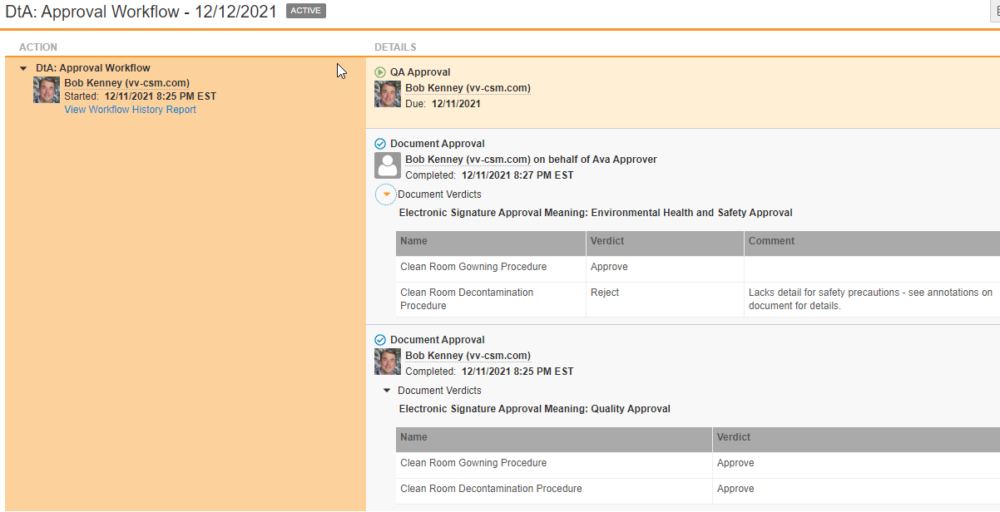 DtA: Approval Workflow - 12/12/2021 ACTIVE
ACTION
DETAILS
DtA: Approval Workflow
Bob Kenney (vv-csm.com)
Started: 12/11/2021 8:25 PM EST
View Workflow History Report
QA Approval
Bob Kenney (vv-csm.com)
Due: 12/11/2021
Document Approval
Bob Kenney (vv-csm.com) on behalf of Ava Approver
Completed: 12/11/2021 8:27 PM EST
Document Verdicts
Electronic Signature Approval Meaning: Environmental Health and Safety Approval
Name Verdict Comment
Clean Room Gowning Procedure Approve
Clean Room Decontamination Reject Lacks detail for safety precautions - see annotations on
Procedure document for details.
Document Approval
Bob Kenney (vv-csm.com)
Completed: 12/11/2021 8:25 PM EST
Document Verdicts
Electronic Signature Approval Meaning: Quality Approval
Name Verdict
Clean Room Gowning Procedure Approve
Clean Room Decontamination Procedure Approve